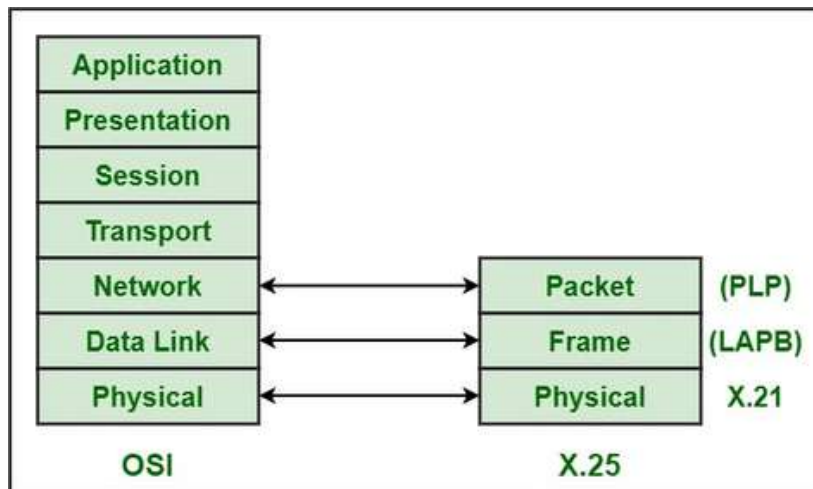 Application
Presentation
Session
Transport
Network
Packet
(PLP)
Data Link
Frame
(LAPB)
Physical
Physical
X.21
OSI
X.25